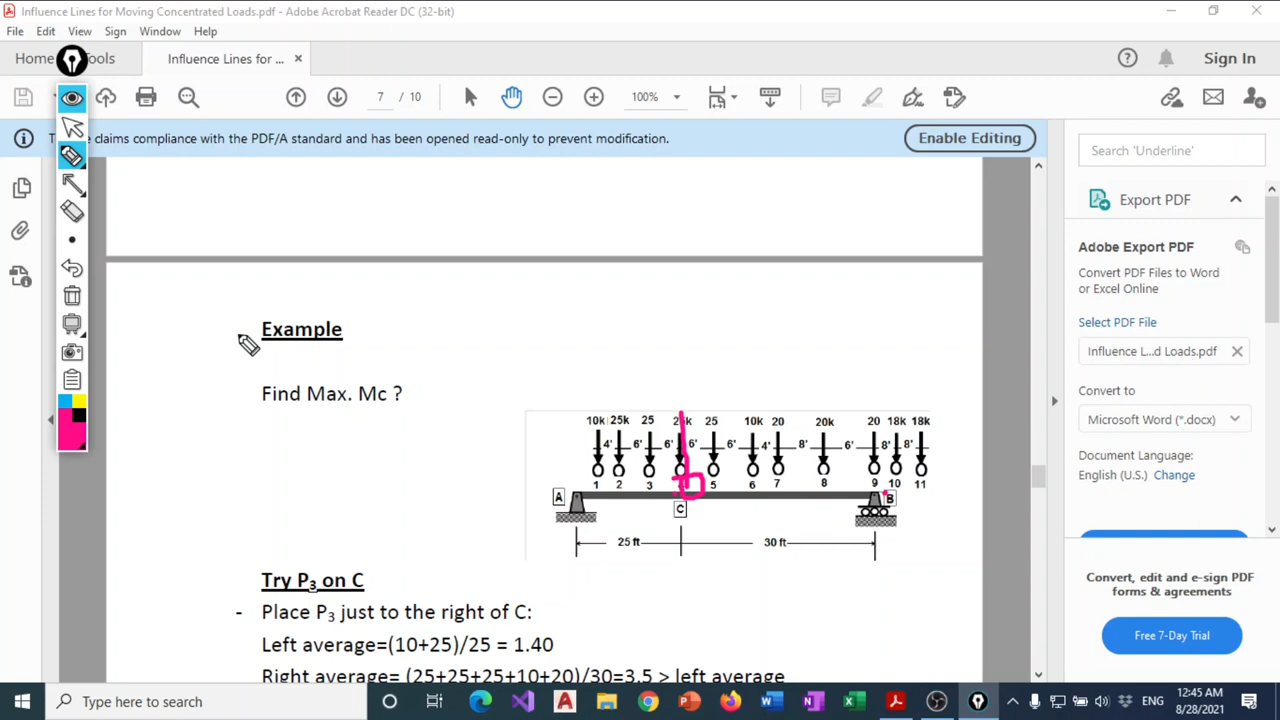 Influence Lines for Moving Concentrated Loads.pdf - Adobe Acrobat Reader DC (32-bit)
File Edit View Sign Window Help
Home Tools Influence Lines for ... × Sign In
7 / 10 100%
claims compliance with the PDF/A standard and has been opened read-only to prevent modification. Enable Editing
Search 'Underline'
Export PDF
Adobe Export PDF
Convert PDF Files to Word
or Excel Online
Select PDF File
Influence L...d Loads.pdf
Convert to
Microsoft Word (*.docx)
Document Language:
English (U.S.) Change
Convert, edit and e-sign PDF
forms & agreements
Free 7-Day Trial
Example
Find Max. Mc ?
10k 25k 25 25 10k 20 20k 20 18k 18k
4' 6' 6' 6' 6' 4' 8' 6' 8' 8'
1 2 3 5 6 7 8 9 10 11
A B
C
25 ft 30 ft
Try P3 on C
- Place P3 just to the right of C:
Left average=(10+25)/25 = 1.40
Right average= (25+25+25+10+20)/30=3.5 > left average
Type here to search
ENG 12:45 AM
8/28/2021